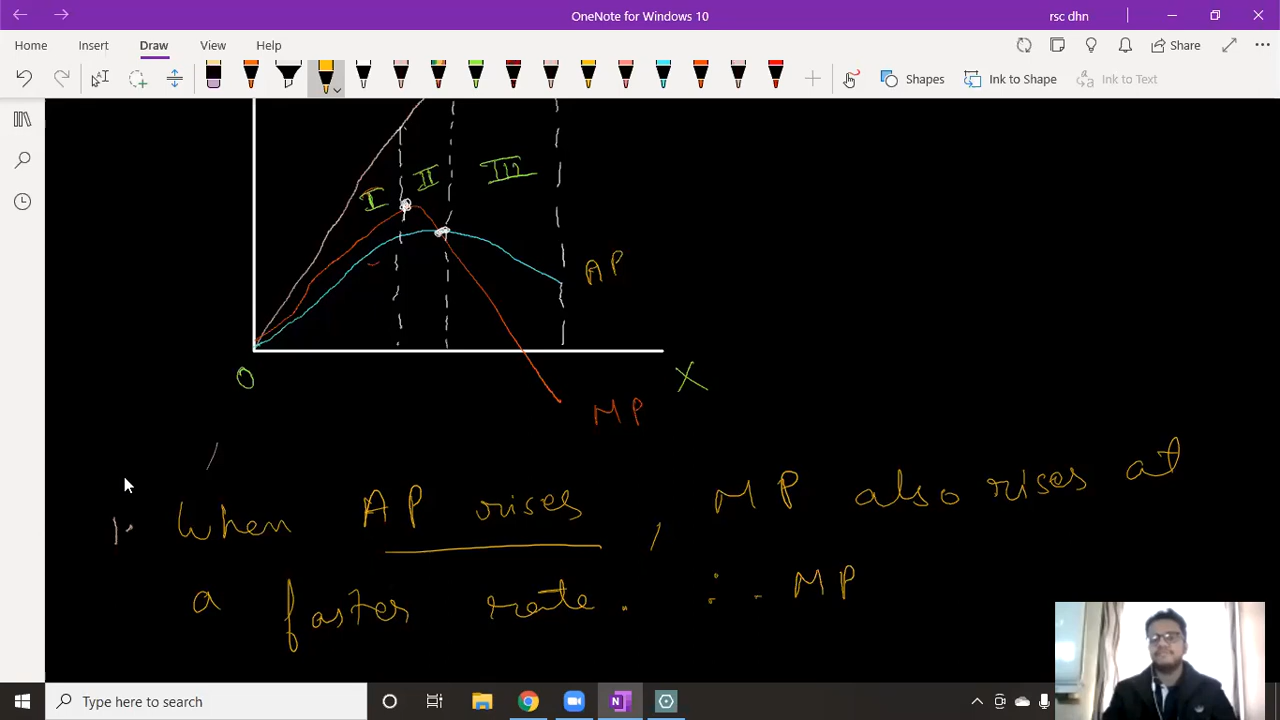 OneNote for Windows 10
rsc dhn
Home Insert Draw View Help
Share
Shapes
Ink to Shape
Ink to Text
I
II
III
AP
O
X
MP
1. When AP rises, MP also rises at
a faster rate. ∴ MP
Type here to search